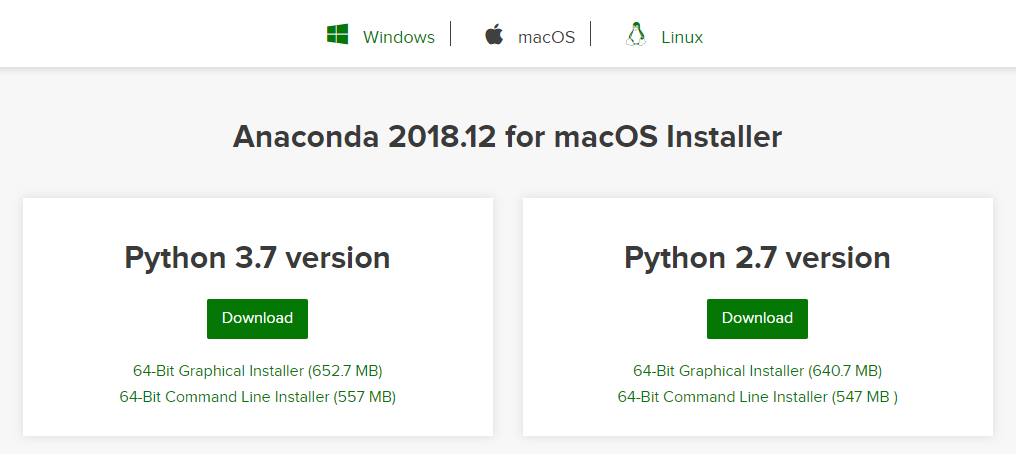 Windows
macOS
Linux
Anaconda 2018.12 for macOS Installer
Python 3.7 version
Download
64-Bit Graphical Installer (652.7 MB)
64-Bit Command Line Installer (557 MB)
Python 2.7 version
Download
64-Bit Graphical Installer (640.7 MB)
64-Bit Command Line Installer (547 MB )